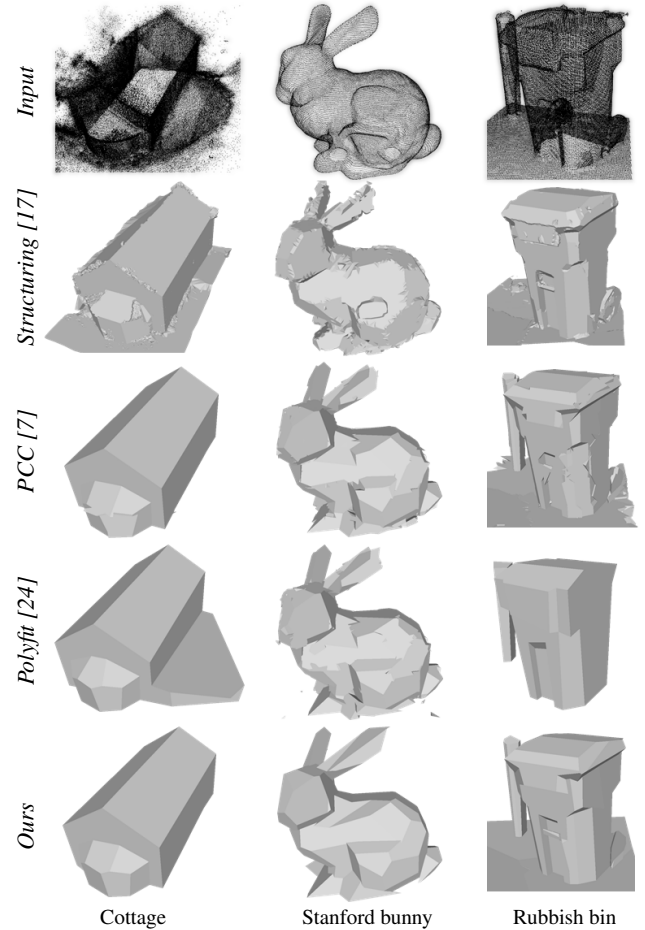 Input
Structuring [17]
PCC [7]
Polyfit [24]
Ours
Cottage
Stanford bunny
Rubbish bin